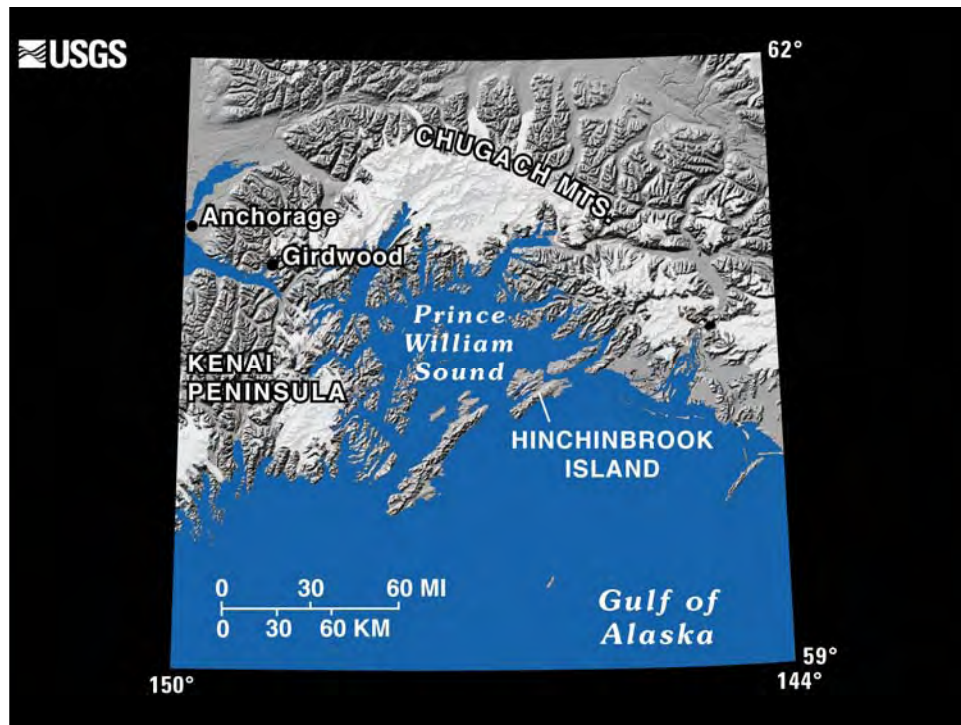 USGS
62°
CHUGACH MTS.
Anchorage
Girdwood
Prince
William
Sound
KENAI
PENINSULA
HINCHINBROOK
ISLAND
0 30 60 MI
0 30 60 KM
Gulf of
Alaska
59°
150°
144°